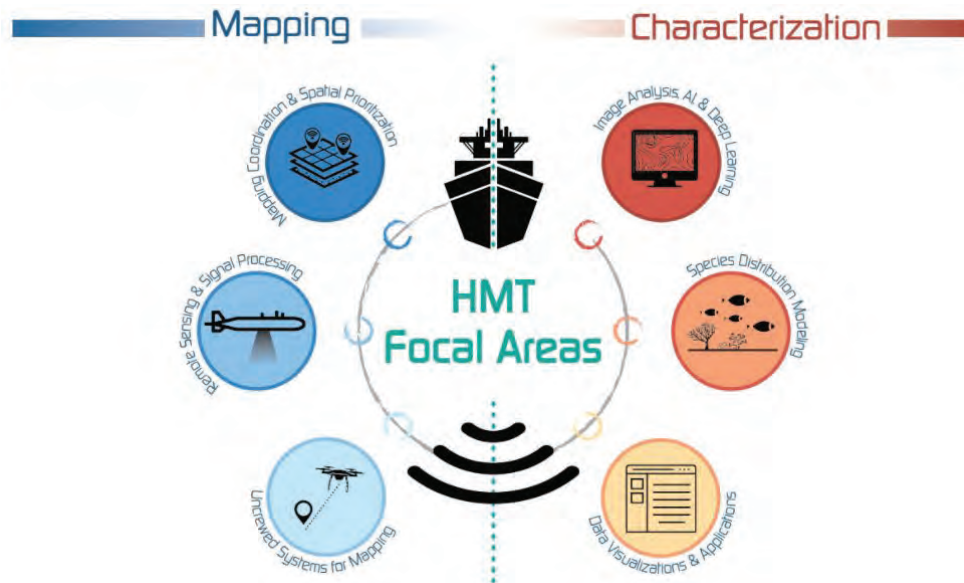 Mapping
Characterization
Mapping Coordination & Spatial Prioritization
Image Analysis, AI & Deep Learning
HMT
Focal Areas
Remote Sensing & Signal Processing
Species Distribution Modeling
Uncrewed Systems for Mapping
Data Visualizations & Applications